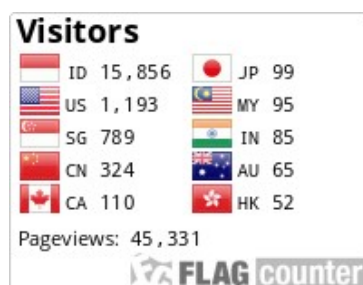 Visitors
ID 15,856 JP 99
US 1,193 MY 95
SG 789 IN 85
CN 324 AU 65
CA 110 HK 52
Pageviews: 45,331
FLAG counter